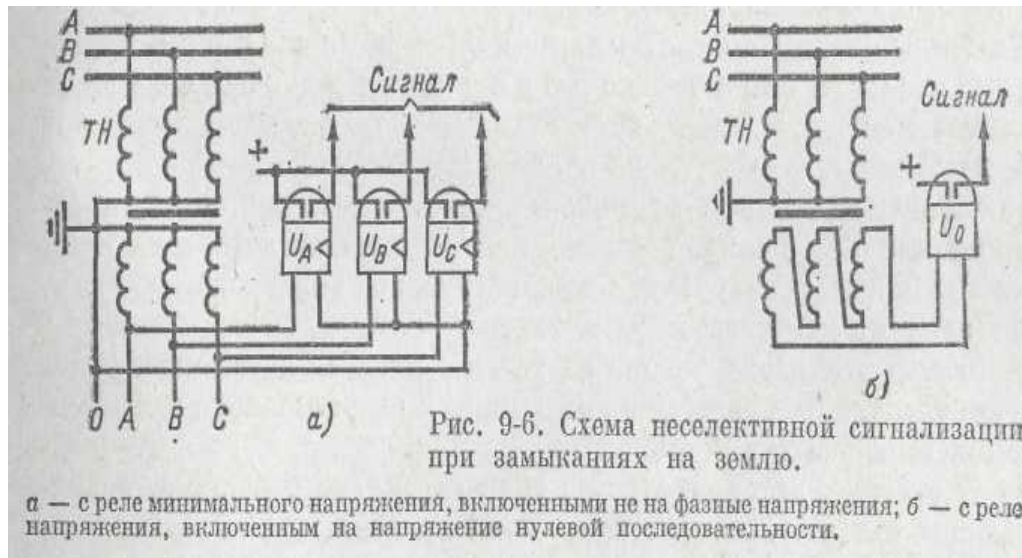 A
B
C
ТН
Сигнал
+
U_A<
U_B<
U_C<
0 A B C
а)
A
B
C
ТН
Сигнал
+
U_0
б)
Рис. 9-6. Схема неселективной сигнализации
при замыканиях на землю.
а — с реле минимального напряжения, включенными не на фазные напряжения; б — с реле
напряжения, включенным на напряжение нулевой последовательности.